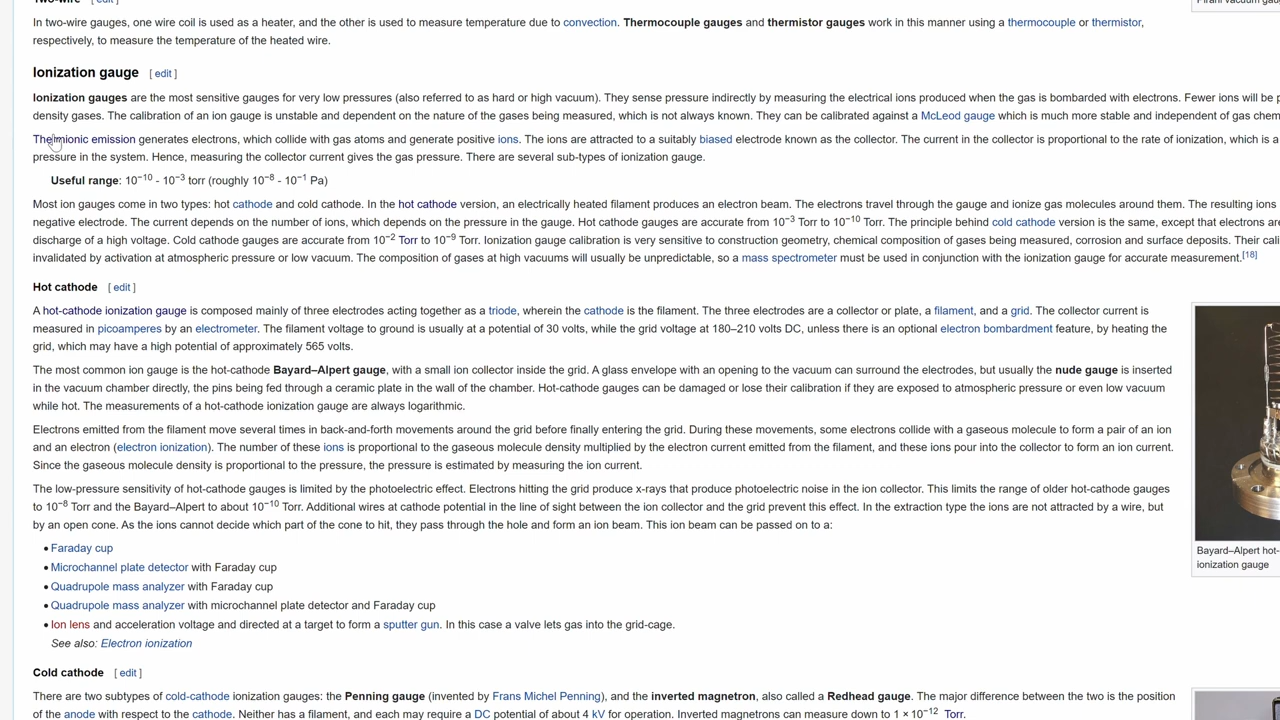 Two-wire [ edit ]
Pirani vacuum gau
In two-wire gauges, one wire coil is used as a heater, and the other is used to measure temperature due to convection. Thermocouple gauges and thermistor gauges work in this manner using a thermocouple or thermistor,
respectively, to measure the temperature of the heated wire.
Ionization gauge [ edit ]
Ionization gauges are the most sensitive gauges for very low pressures (also referred to as hard or high vacuum). They sense pressure indirectly by measuring the electrical ions produced when the gas is bombarded with electrons. Fewer ions will be p
density gases. The calibration of an ion gauge is unstable and dependent on the nature of the gases being measured, which is not always known. They can be calibrated against a McLeod gauge which is much more stable and independent of gas chem
Thermionic emission generates electrons, which collide with gas atoms and generate positive ions. The ions are attracted to a suitably biased electrode known as the collector. The current in the collector is proportional to the rate of ionization, which is a
pressure in the system. Hence, measuring the collector current gives the gas pressure. There are several sub-types of ionization gauge.
Useful range: 10−10 - 10−3 torr (roughly 10−8 - 10−1 Pa)
Most ion gauges come in two types: hot cathode and cold cathode. In the hot cathode version, an electrically heated filament produces an electron beam. The electrons travel through the gauge and ionize gas molecules around them. The resulting ions
negative electrode. The current depends on the number of ions, which depends on the pressure in the gauge. Hot cathode gauges are accurate from 10−3 Torr to 10−10 Torr. The principle behind cold cathode version is the same, except that electrons are
discharge of a high voltage. Cold cathode gauges are accurate from 10−2 Torr to 10−9 Torr. Ionization gauge calibration is very sensitive to construction geometry, chemical composition of gases being measured, corrosion and surface deposits. Their cali
invalidated by activation at atmospheric pressure or low vacuum. The composition of gases at high vacuums will usually be unpredictable, so a mass spectrometer must be used in conjunction with the ionization gauge for accurate measurement.[18]
Hot cathode [ edit ]
A hot-cathode ionization gauge is composed mainly of three electrodes acting together as a triode, wherein the cathode is the filament. The three electrodes are a collector or plate, a filament, and a grid. The collector current is
measured in picoamperes by an electrometer. The filament voltage to ground is usually at a potential of 30 volts, while the grid voltage at 180–210 volts DC, unless there is an optional electron bombardment feature, by heating the
grid, which may have a high potential of approximately 565 volts.
The most common ion gauge is the hot-cathode Bayard–Alpert gauge, with a small ion collector inside the grid. A glass envelope with an opening to the vacuum can surround the electrodes, but usually the nude gauge is inserted
in the vacuum chamber directly, the pins being fed through a ceramic plate in the wall of the chamber. Hot-cathode gauges can be damaged or lose their calibration if they are exposed to atmospheric pressure or even low vacuum
while hot. The measurements of a hot-cathode ionization gauge are always logarithmic.
Electrons emitted from the filament move several times in back-and-forth movements around the grid before finally entering the grid. During these movements, some electrons collide with a gaseous molecule to form a pair of an ion
and an electron (electron ionization). The number of these ions is proportional to the gaseous molecule density multiplied by the electron current emitted from the filament, and these ions pour into the collector to form an ion current.
Since the gaseous molecule density is proportional to the pressure, the pressure is estimated by measuring the ion current.
The low-pressure sensitivity of hot-cathode gauges is limited by the photoelectric effect. Electrons hitting the grid produce x-rays that produce photoelectric noise in the ion collector. This limits the range of older hot-cathode gauges
to 10−8 Torr and the Bayard–Alpert to about 10−10 Torr. Additional wires at cathode potential in the line of sight between the ion collector and the grid prevent this effect. In the extraction type the ions are not attracted by a wire, but
by an open cone. As the ions cannot decide which part of the cone to hit, they pass through the hole and form an ion beam. This ion beam can be passed on to a:
Bayard–Alpert hot-
ionization gauge
• Faraday cup
• Microchannel plate detector with Faraday cup
• Quadrupole mass analyzer with Faraday cup
• Quadrupole mass analyzer with microchannel plate detector and Faraday cup
• Ion lens and acceleration voltage and directed at a target to form a sputter gun. In this case a valve lets gas into the grid-cage.
See also: Electron ionization
Cold cathode [ edit ]
There are two subtypes of cold-cathode ionization gauges: the Penning gauge (invented by Frans Michel Penning), and the inverted magnetron, also called a Redhead gauge. The major difference between the two is the position
of the anode with respect to the cathode. Neither has a filament, and each may require a DC potential of about 4 kV for operation. Inverted magnetrons can measure down to 1 × 10−12 Torr.